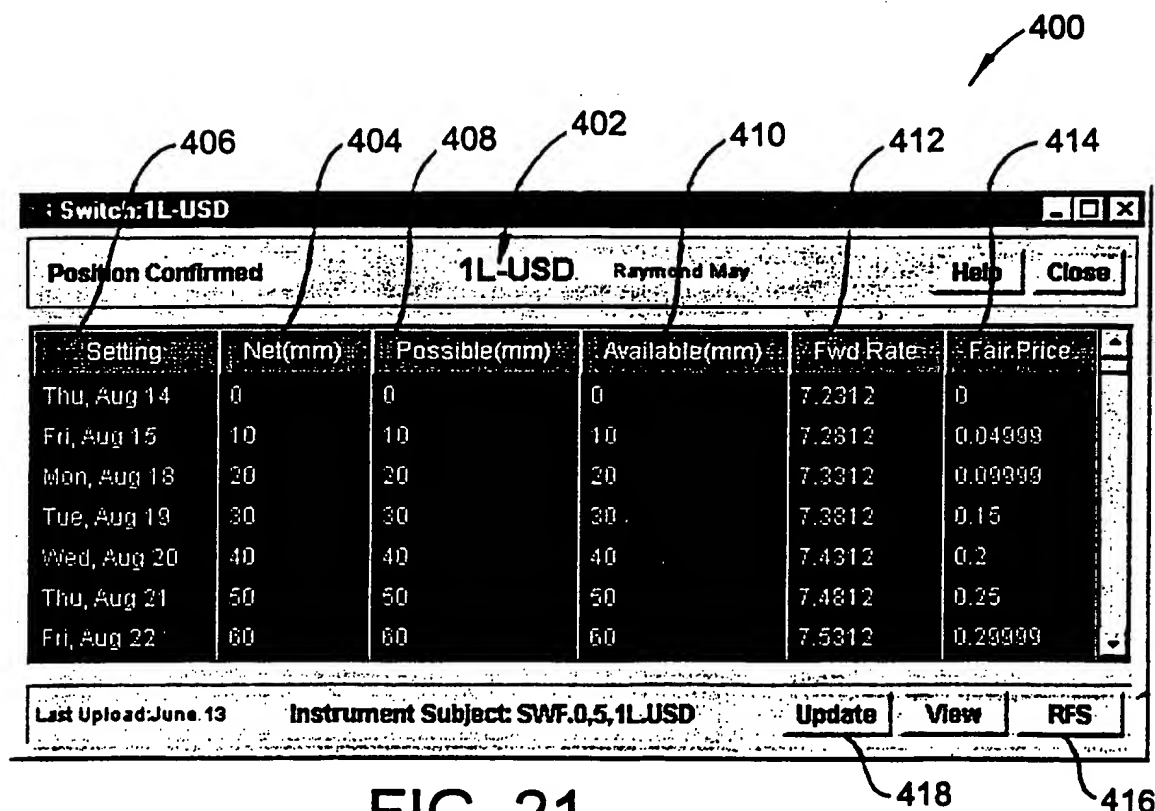 400
406 404 408 402 410 412 414
Switch:1L-USD
Position Confirmed 1L-USD Raymond May Help Close
Setting Net(mm) Possible(mm) Available(mm) Fwd Rate Fair Price
Thu, Aug 14 0 0 0 7.2312 0
Fri, Aug 15 10 10 10 7.2812 0.04999
Mon, Aug 18 20 20 20 7.3312 0.09999
Tue, Aug 19 30 30 30 7.3812 0.15
Wed, Aug 20 40 40 40 7.4312 0.2
Thu, Aug 21 50 50 50 7.4812 0.25
Fri, Aug 22 60 60 60 7.5312 0.29999
Last Upload:June.13 Instrument Subject: SWF.0,5,1L.USD Update View RFS
418 416
FIG. 21